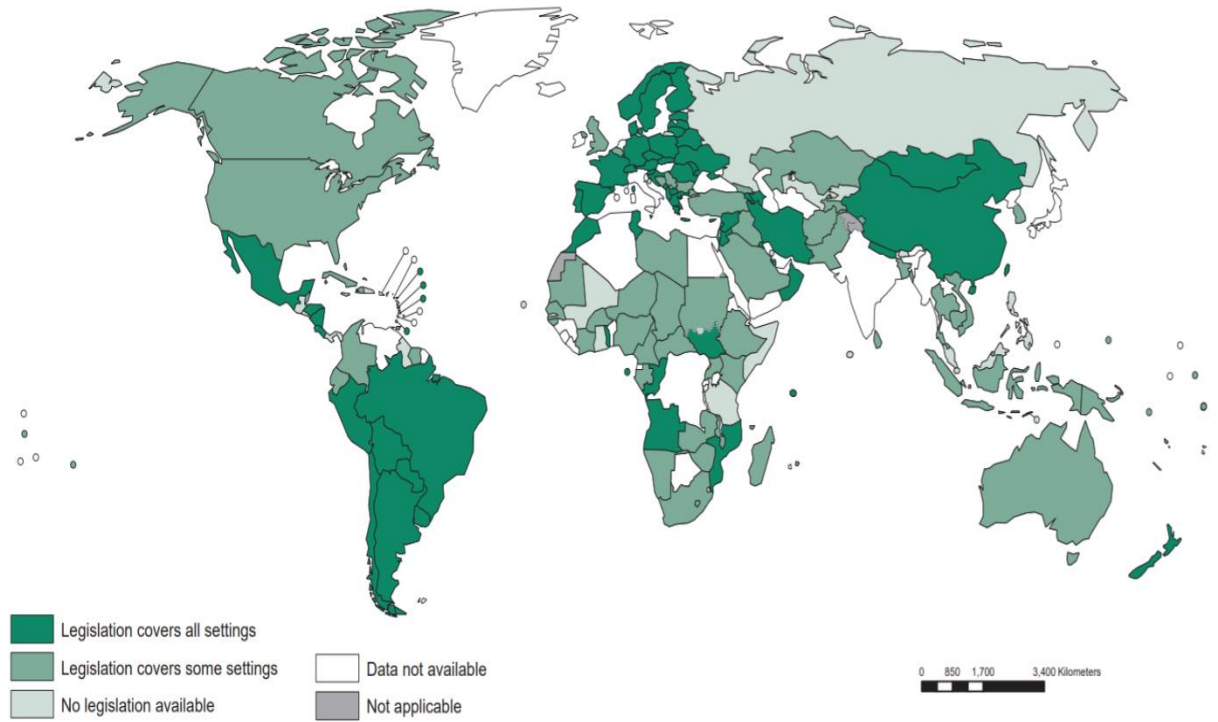 Legislation covers all settings
Legislation covers some settings
No legislation available
Data not available
Not applicable
0 850 1,700 3,400 Kilometers